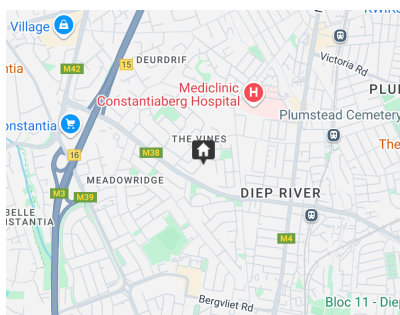 Village
DEURDRIF
Victoria Rd
15
M42
ntia
Mediclinic
Constantiaberg Hospital
H
PLU
Plumstead Cemetery
onstantia
THE VINES
The
16
M38
MEADOWRIDGE
M3
M39
DIEP RIVER
BELLE
NSTANTIA
M4
Bergvliet Rd
Bloc 11 - Diep